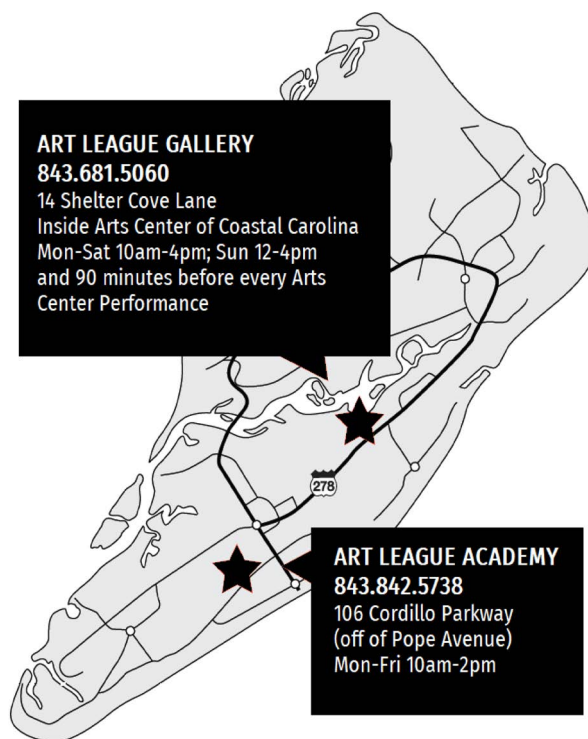 ART LEAGUE GALLERY
843.681.5060
14 Shelter Cove Lane
Inside Arts Center of Coastal Carolina
Mon-Sat 10am-4pm; Sun 12-4pm
and 90 minutes before every Arts
Center Performance
278
ART LEAGUE ACADEMY
843.842.5738
106 Cordillo Parkway
(off of Pope Avenue)
Mon-Fri 10am-2pm